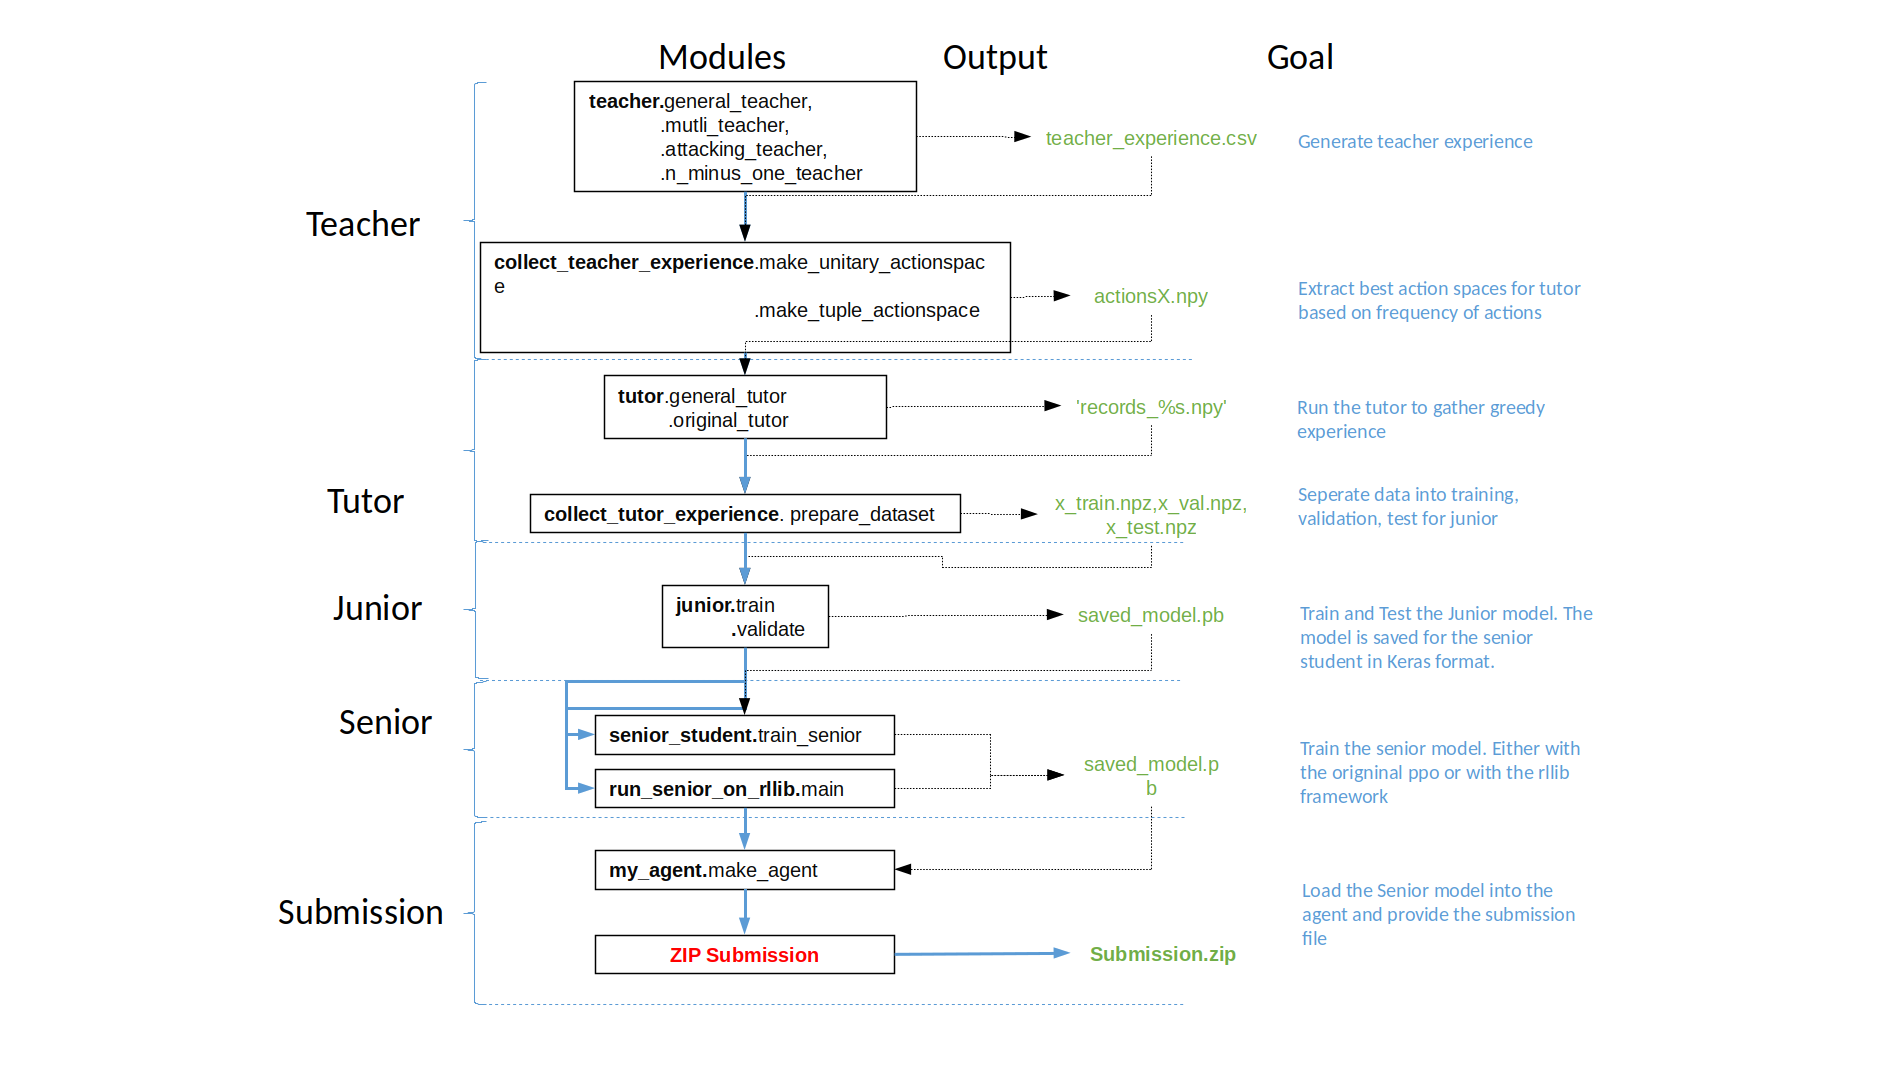 Modules Output Goal
teacher.general_teacher,
.mutli_teacher,
.attacking_teacher,
.n_minus_one_teacher
teacher_experience.csv
Generate teacher experience
Teacher
collect_teacher_experience.make_unitary_actionspac
e
.make_tuple_actionspace
actionsX.npy
Extract best action spaces for tutor
based on frequency of actions
tutor.general_tutor
.original_tutor
'records_%s.npy'
Run the tutor to gather greedy
experience
Tutor
collect_tutor_experience. prepare_dataset
x_train.npz,x_val.npz,
x_test.npz
Seperate data into training,
validation, test for junior
Junior
junior.train
.validate
saved_model.pb
Train and Test the Junior model. The
model is saved for the senior
student in Keras format.
Senior
senior_student.train_senior
run_senior_on_rllib.main
saved_model.p
b
Train the senior model. Either with
the origninal ppo or with the rllib
framework
my_agent.make_agent
Submission
Load the Senior model into the
agent and provide the submission
file
ZIP Submission
Submission.zip